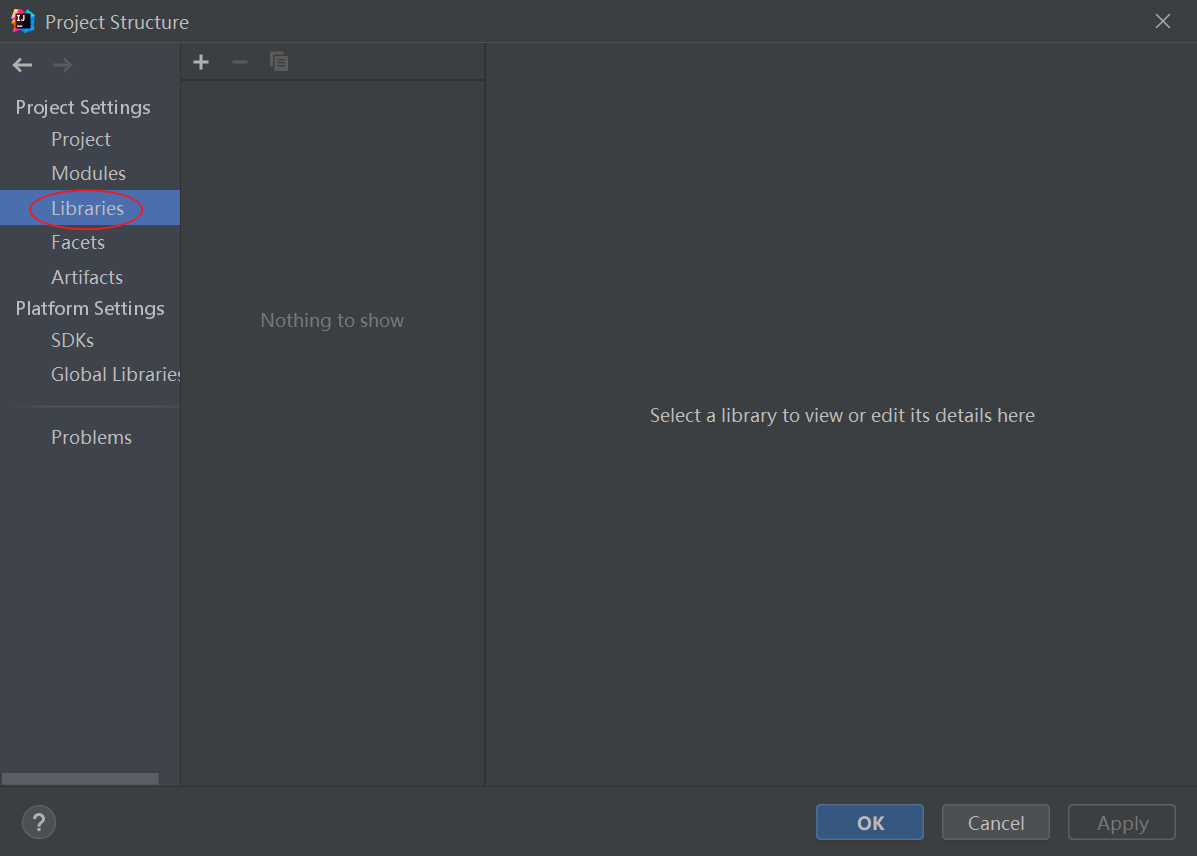 Project Structure
Project Settings
Project
Modules
Libraries
Facets
Artifacts
Platform Settings
SDKs
Global Libraries
Problems
Nothing to show
Select a library to view or edit its details here
?
OK
Cancel
Apply